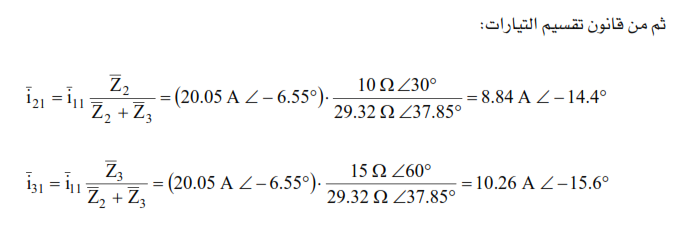 ثم من قانون تقسيم التيارات:
ī₂₁ = ī₁₁ Z̄₂ / (Z̄₂ + Z̄₃) = (20.05 A ∠ − 6.55°) · 10 Ω ∠30° / 29.32 Ω ∠37.85° = 8.84 A ∠ − 14.4°
ī₃₁ = ī₁₁ Z̄₃ / (Z̄₂ + Z̄₃) = (20.05 A ∠ − 6.55°) · 15 Ω ∠60° / 29.32 Ω ∠37.85° = 10.26 A ∠ −15.6°